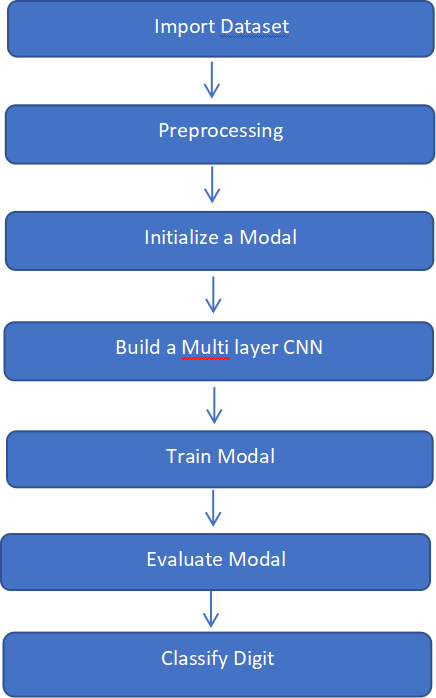 Import Dataset
Preprocessing
Initialize a Modal
Build a Multi layer CNN
Train Modal
Evaluate Modal
Classify Digit